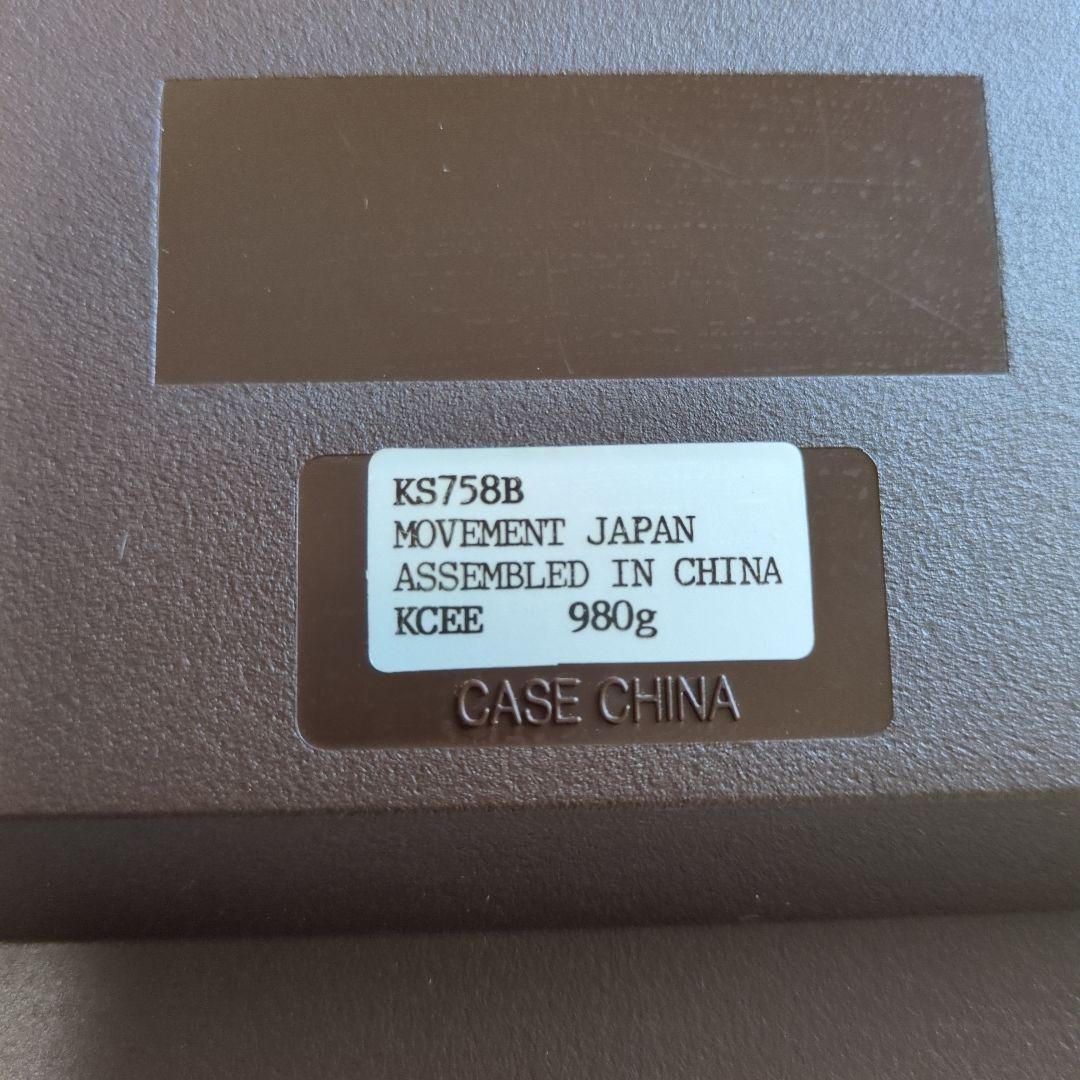 KS758B
MOVEMENT JAPAN
ASSEMBLED IN CHINA
KCEE 980g
CASE CHINA